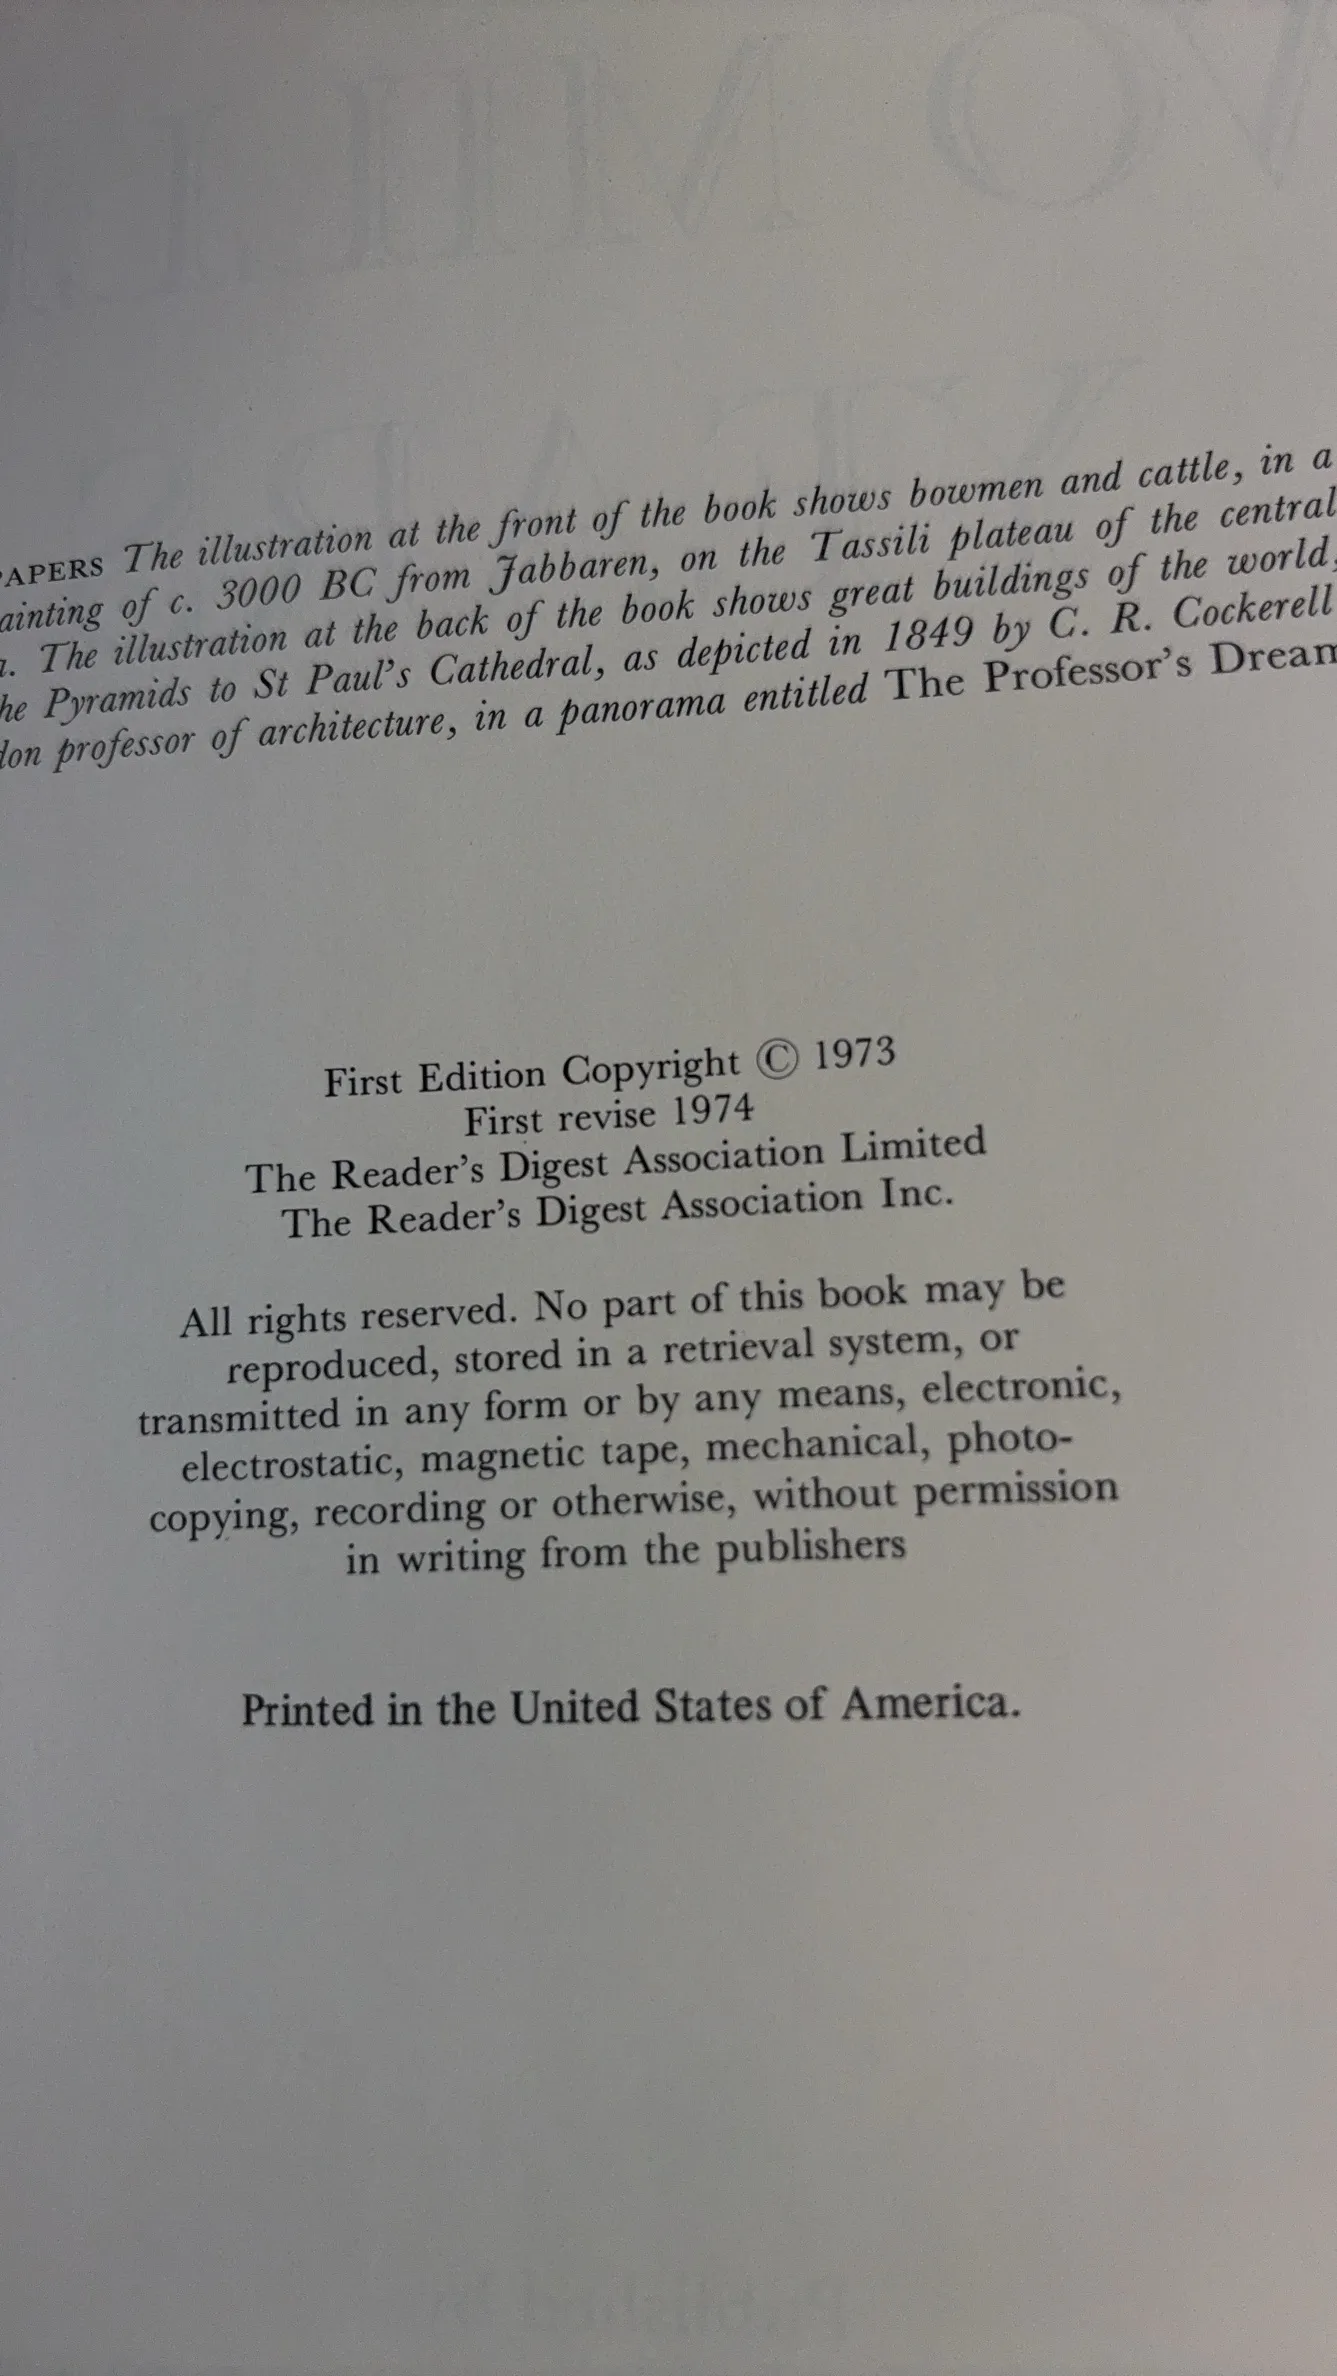 PAPERS The illustration at the front of the book shows bowmen and cattle, in a
ainting of c. 3000 BC from Jabbaren, on the Tassili plateau of the central
. The illustration at the back of the book shows great buildings of the world,
he Pyramids to St Paul's Cathedral, as depicted in 1849 by C. R. Cockerell
don professor of architecture, in a panorama entitled The Professor's Dream
First Edition Copyright © 1973
First revise 1974
The Reader's Digest Association Limited
The Reader's Digest Association Inc.
All rights reserved. No part of this book may be
reproduced, stored in a retrieval system, or
transmitted in any form or by any means, electronic,
electrostatic, magnetic tape, mechanical, photo-
copying, recording or otherwise, without permission
in writing from the publishers
Printed in the United States of America.